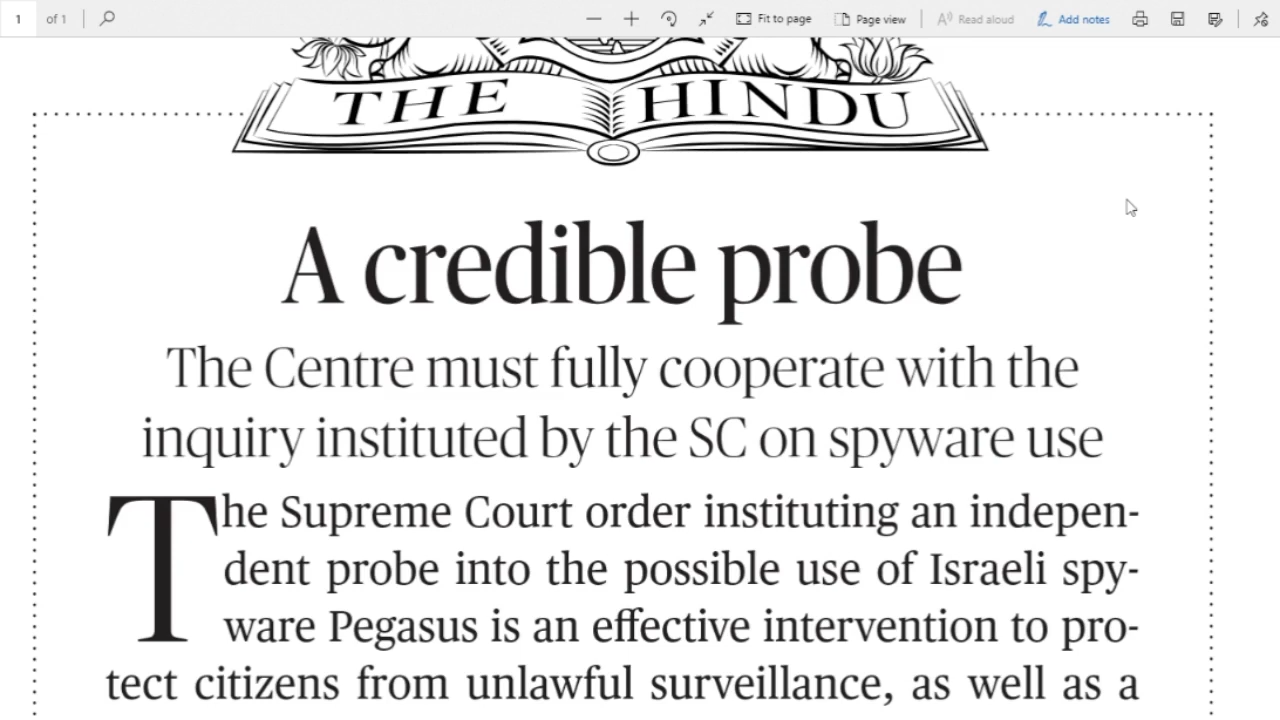 1 of 1 Fit to page Page view Read aloud Add notes
THE HINDU
A credible probe
The Centre must fully cooperate with the
inquiry instituted by the SC on spyware use
The Supreme Court order instituting an indepen-
dent probe into the possible use of Israeli spy-
ware Pegasus is an effective intervention to pro-
tect citizens from unlawful surveillance, as well as a